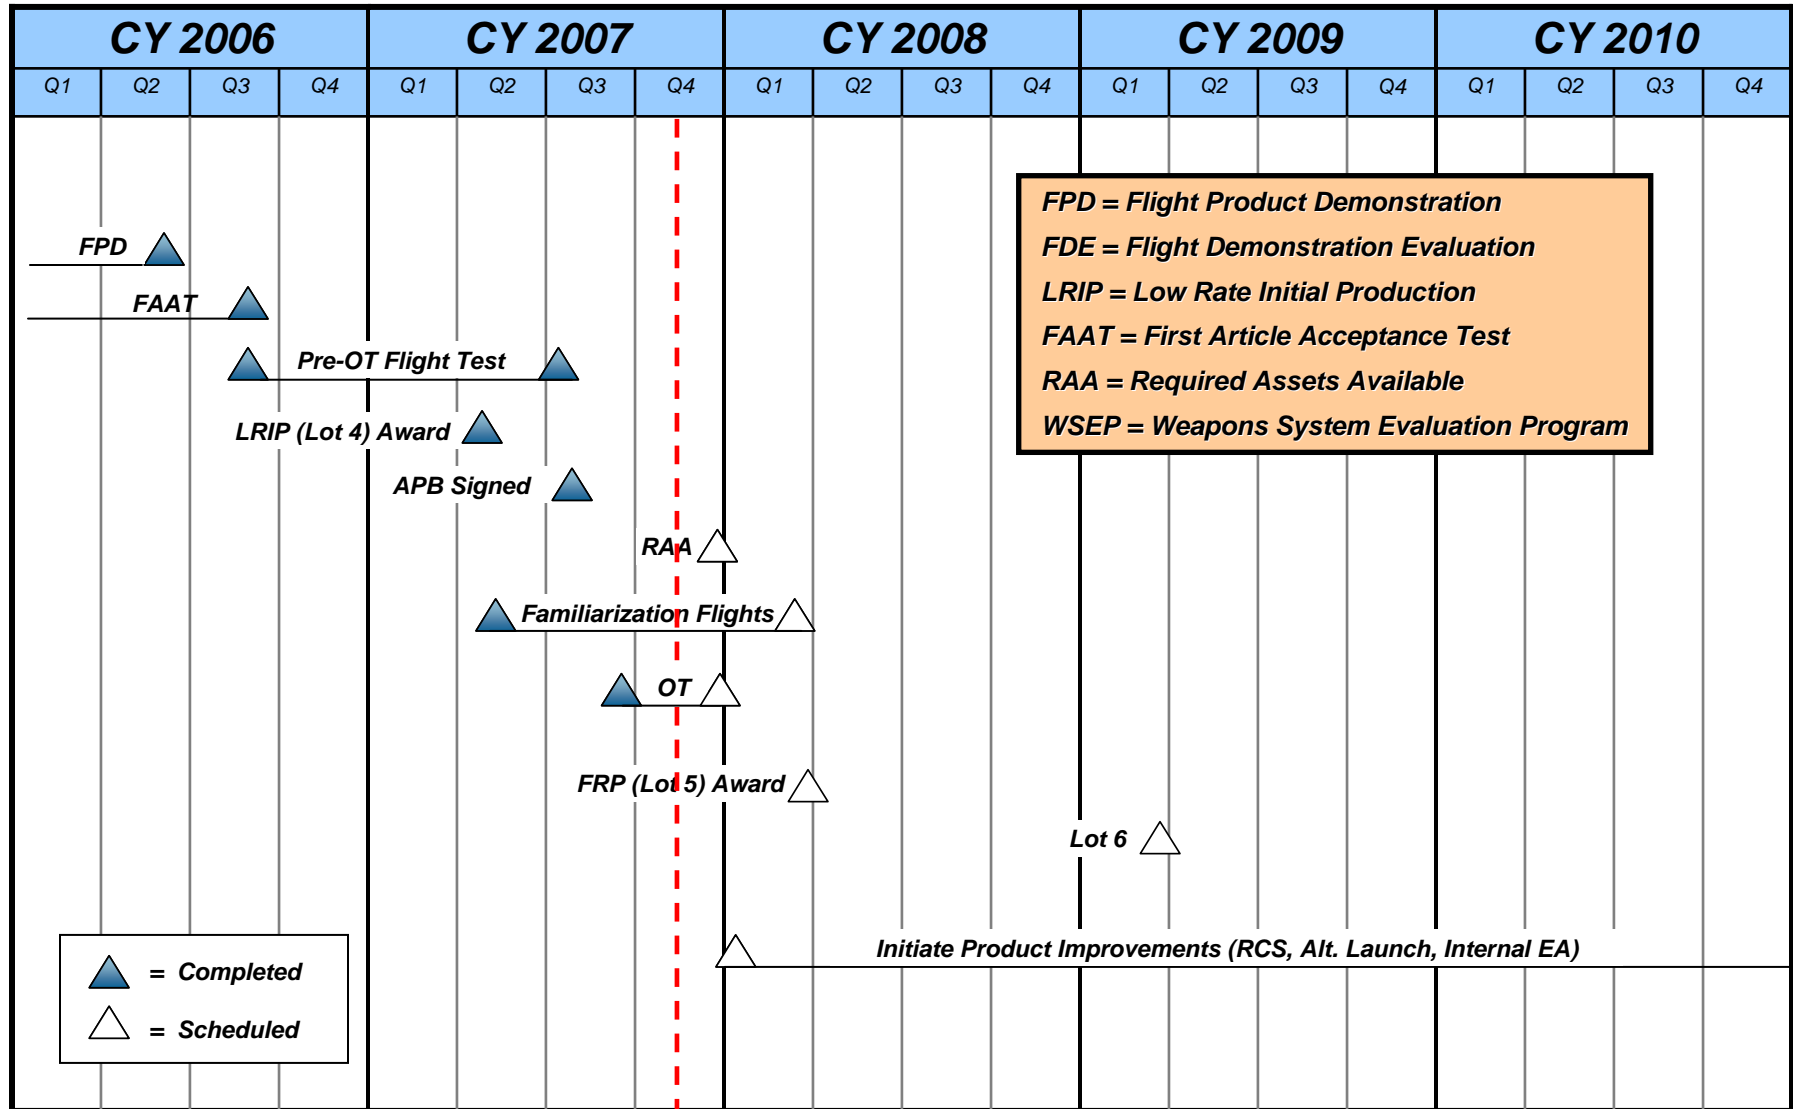 CY 2006 CY 2007 CY 2008 CY 2009 CY 2010
Q1 Q2 Q3 Q4 Q1 Q2 Q3 Q4 Q1 Q2 Q3 Q4 Q1 Q2 Q3 Q4 Q1 Q2 Q3 Q4
FPD = Flight Product Demonstration
FDE = Flight Demonstration Evaluation
LRIP = Low Rate Initial Production
FAAT = First Article Acceptance Test
RAA = Required Assets Available
WSEP = Weapons System Evaluation Program
FPD
FAAT
Pre-OT Flight Test
LRIP (Lot 4) Award
APB Signed
RAA
Familiarization Flights
OT
FRP (Lot 5) Award
Lot 6
Initiate Product Improvements (RCS, Alt. Launch, Internal EA)
= Completed
= Scheduled